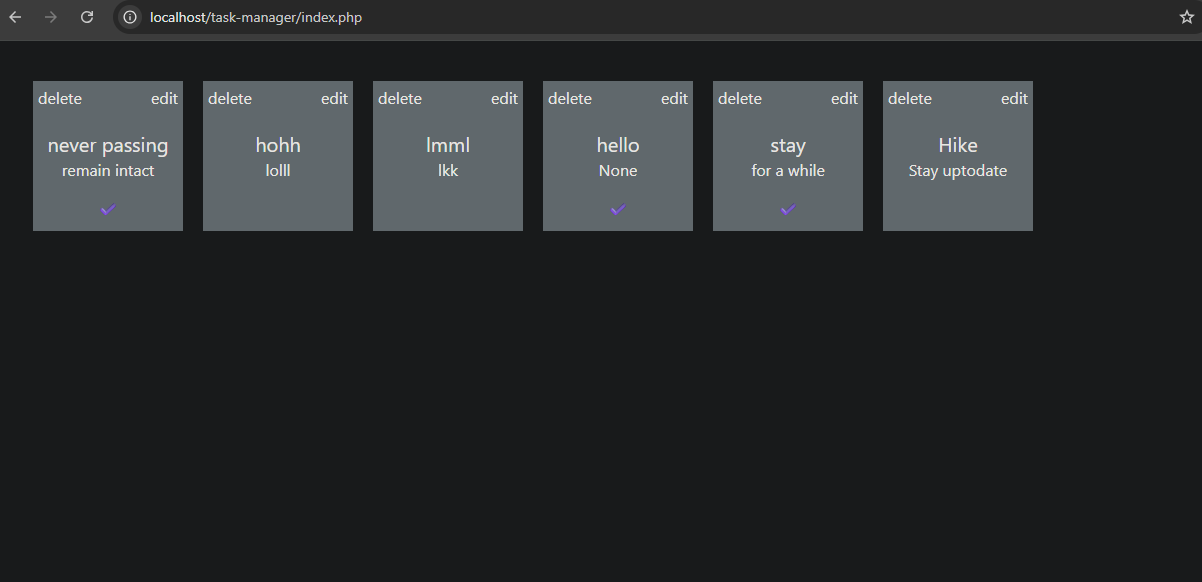 localhost/task-manager/index.php
delete edit
never passing
remain intact
delete edit
hohh
lolll
delete edit
lmml
lkk
delete edit
hello
None
delete edit
stay
for a while
delete edit
Hike
Stay uptodate